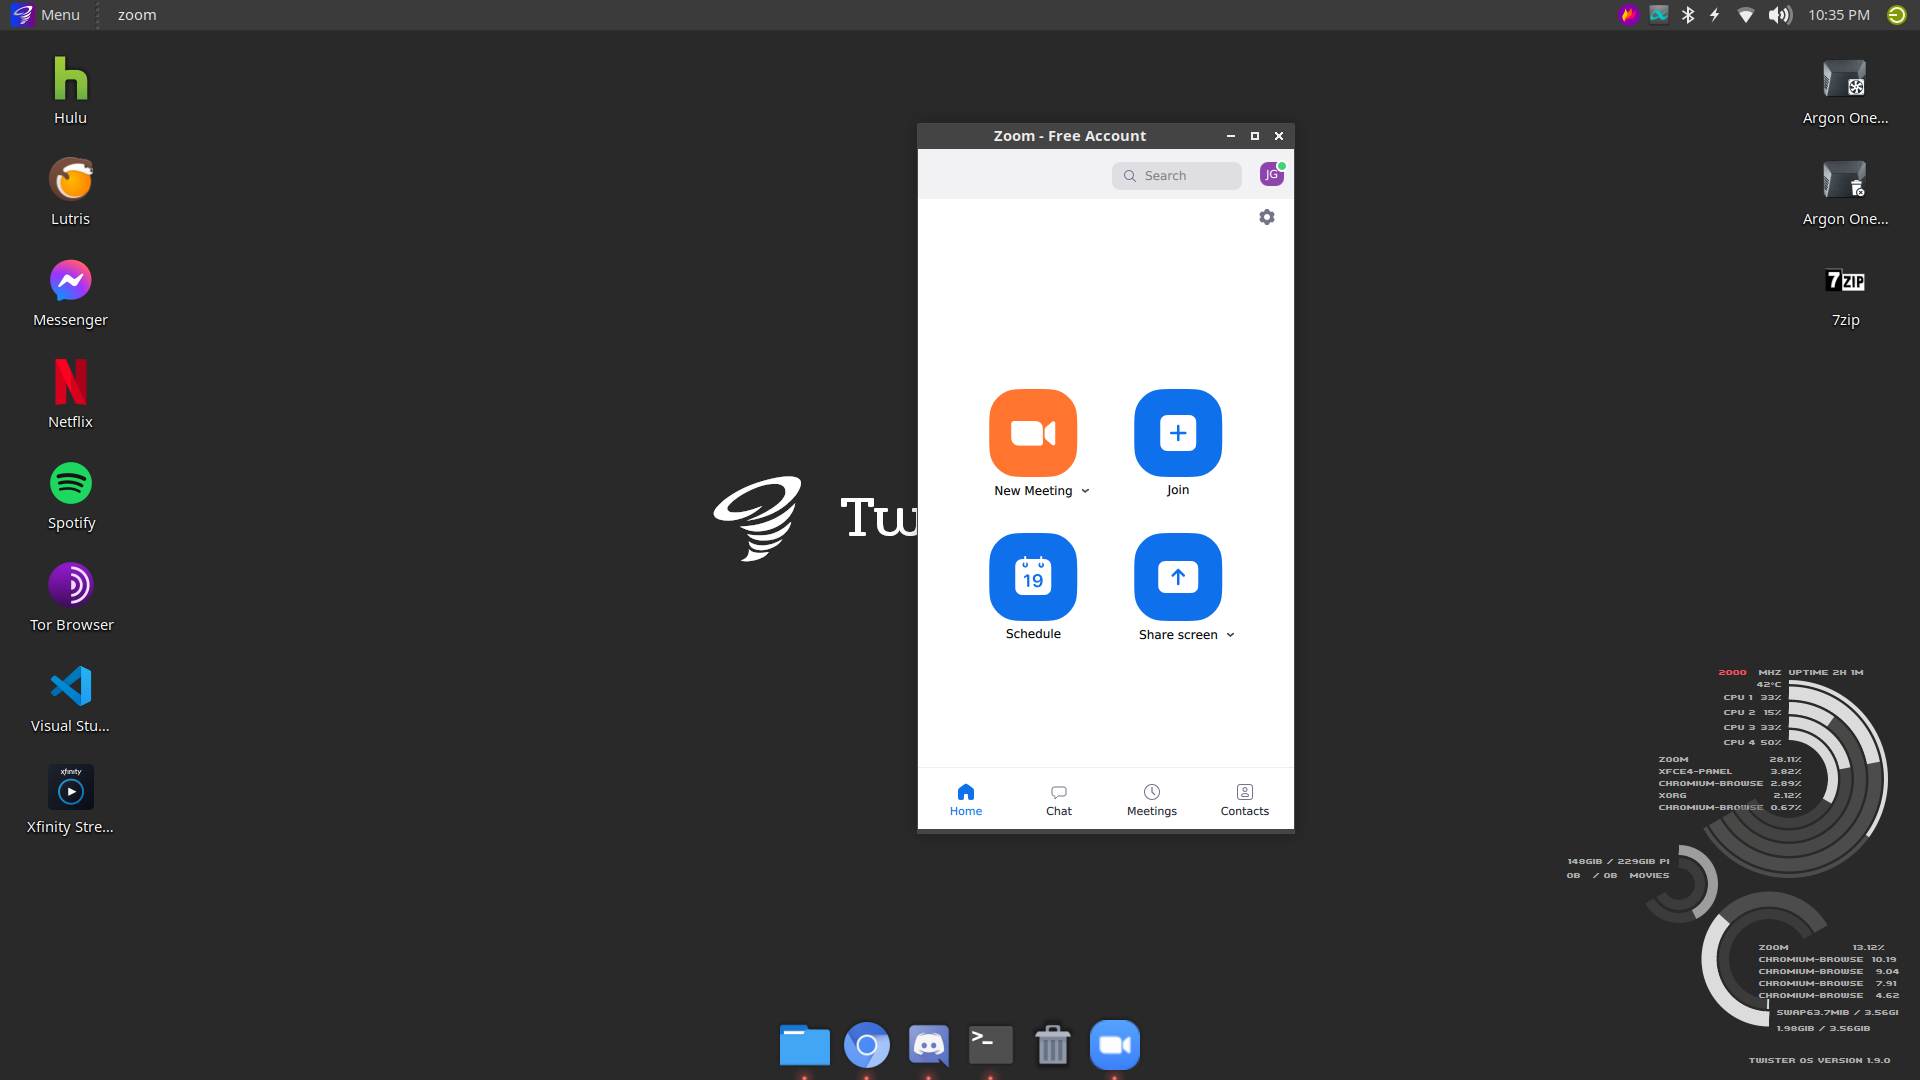 Menu
zoom
10:35 PM
Hulu
Lutris
Messenger
Netflix
Spotify
Tor Browser
Visual Stu...
xfinity
Xfinity Stre...
Tw
Zoom - Free Account
Search
JG
New Meeting
Join
19
Schedule
Share screen
Home
Chat
Meetings
Contacts
Argon One...
Argon One...
7ZIP
7zip
2000 MHZ UPTIME 2H 1M
42°C
CPU 1 33%
CPU 2 15%
CPU 3 33%
CPU 4 50%
ZOOM 28.11%
XFCE4-PANEL 3.82%
CHROMIUM-BROWSE 2.89%
XORG 2.12%
CHROMIUM-BROWSE 0.67%
148GIB / 229GIB PI
0B / 0B MOVIES
ZOOM 13.12%
CHROMIUM-BROWSE 10.19
CHROMIUM-BROWSE 9.04
CHROMIUM-BROWSE 7.91
CHROMIUM-BROWSE 4.62
SWAP63.7MIB / 3.56GI
1.98GIB / 3.56GIB
TWISTER OS VERSION 1.9.0